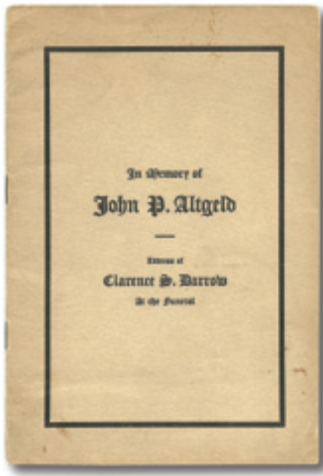 In Memory of
John P. Altgeld
Address of
Clarence S. Darrow
At the Funeral